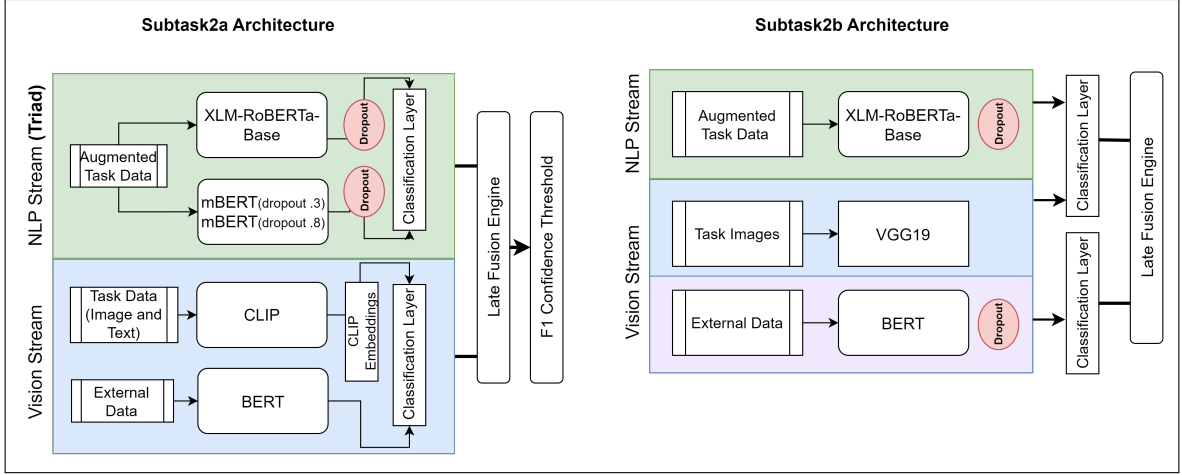 Subtask2a Architecture
NLP Stream (Triad)
Augmented
Task Data
XLM-RoBERTa-
Base
Dropout
mBERT(dropout .3)
mBERT(dropout .8)
Dropout
Classification Layer
Vision Stream
Task Data
(Image and
Text)
CLIP
CLIP
Embeddings
External
Data
BERT
Classification Layer
Late Fusion Engine
F1 Confidence Threshold
Subtask2b Architecture
NLP Stream
Augmented
Task Data
XLM-RoBERTa-
Base
Dropout
Vision Stream
Task Images
VGG19
External Data
BERT
Dropout
Classification Layer
Classification Layer
Late Fusion Engine